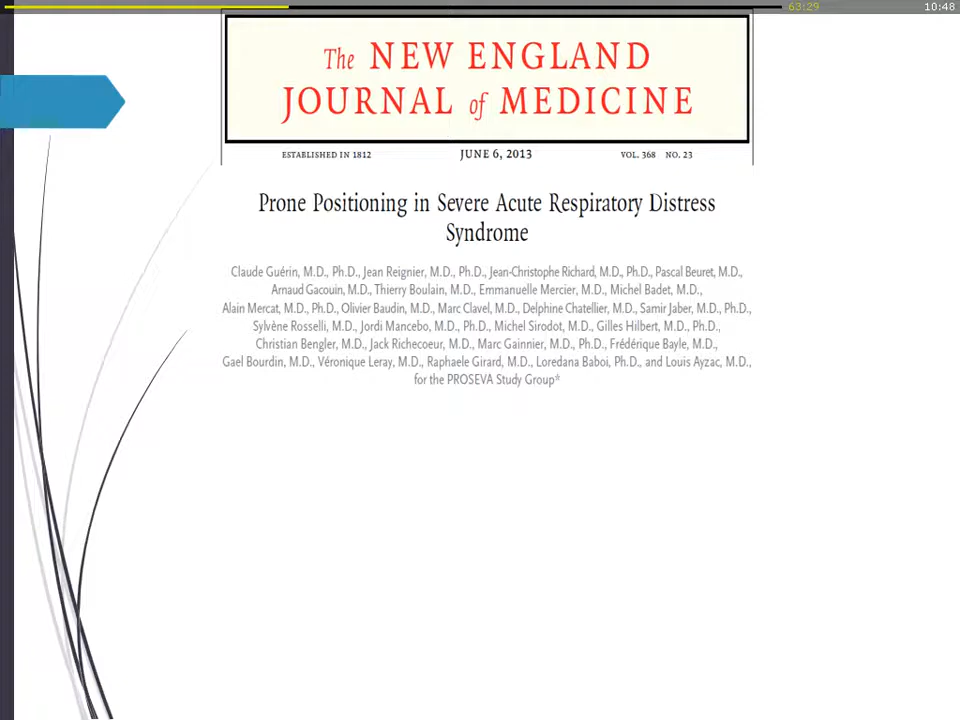 63:29
10:48
The NEW ENGLAND
JOURNAL of MEDICINE
ESTABLISHED IN 1812 JUNE 6, 2013 VOL. 368 NO. 23
Prone Positioning in Severe Acute Respiratory Distress
Syndrome
Claude Guérin, M.D., Ph.D., Jean Reignier, M.D., Ph.D., Jean-Christophe Richard, M.D., Ph.D., Pascal Beuret, M.D.,
Arnaud Gacouin, M.D., Thierry Boulain, M.D., Emmanuelle Mercier, M.D., Michel Badet, M.D.,
Alain Mercat, M.D., Ph.D., Olivier Baudin, M.D., Marc Clavel, M.D., Delphine Chatellier, M.D., Samir Jaber, M.D., Ph.D.,
Sylvène Rosselli, M.D., Jordi Mancebo, M.D., Ph.D., Michel Sirodot, M.D., Gilles Hilbert, M.D., Ph.D.,
Christian Bengler, M.D., Jack Richecoeur, M.D., Marc Gainnier, M.D., Ph.D., Frédérique Bayle, M.D.,
Gael Bourdin, M.D., Véronique Leray, M.D., Raphaele Girard, M.D., Loredana Baboi, Ph.D., and Louis Ayzac, M.D.,
for the PROSEVA Study Group*